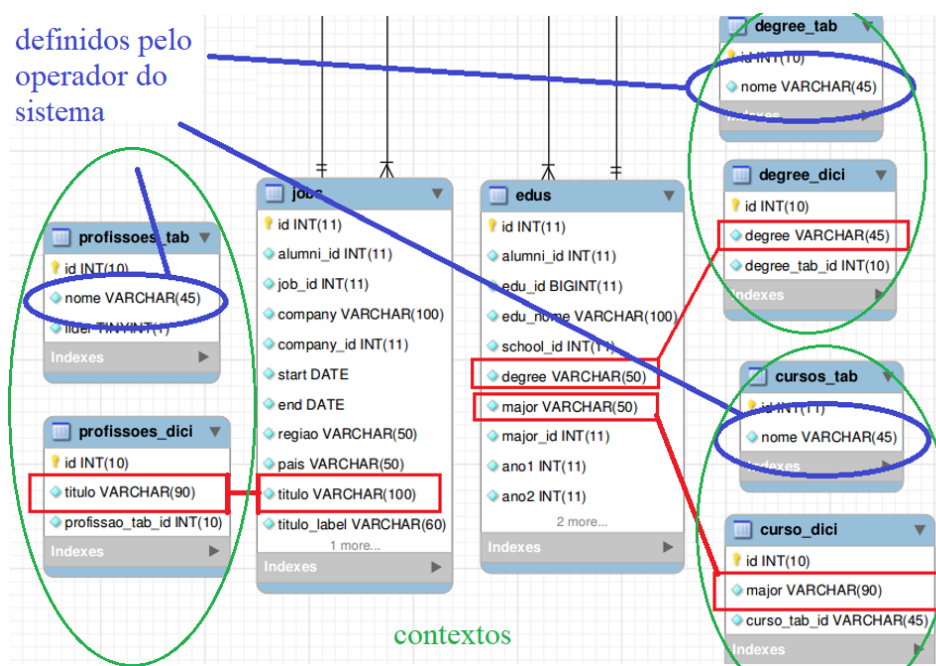 definidos pelo
operador do
sistema
profissoes_tab
id INT(10)
nome VARCHAR(45)
lider TINYINT(1)
Indexes
profissoes_dici
id INT(10)
titulo VARCHAR(90)
profissao_tab_id INT(10)
Indexes
jobs
id INT(11)
alumni_id INT(11)
job_id INT(11)
company VARCHAR(100)
company_id INT(11)
start DATE
end DATE
regiao VARCHAR(50)
pais VARCHAR(50)
titulo VARCHAR(100)
titulo_label VARCHAR(60)
1 more...
Indexes
edus
id INT(11)
alumni_id INT(11)
edu_id BIGINT(11)
edu_nome VARCHAR(100)
school_id INT(11)
degree VARCHAR(50)
major VARCHAR(50)
major_id INT(11)
ano1 INT(11)
ano2 INT(11)
2 more...
Indexes
degree_tab
id INT(10)
nome VARCHAR(45)
Indexes
degree_dici
id INT(10)
degree VARCHAR(45)
degree_tab_id INT(10)
Indexes
cursos_tab
id INT(11)
nome VARCHAR(45)
Indexes
curso_dici
id INT(10)
major VARCHAR(90)
curso_tab_id VARCHAR(45)
Indexes
contextos